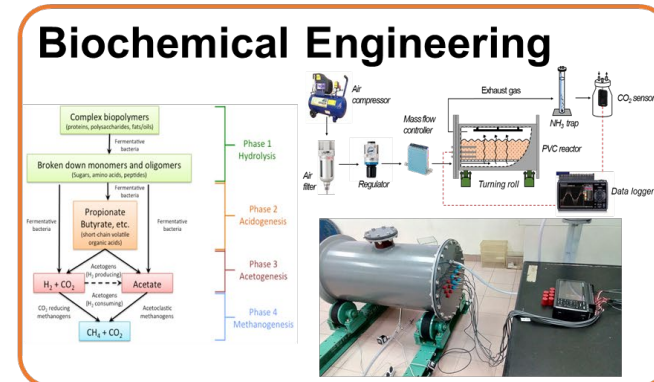 Biochemical Engineering
Complex biopolymers
(proteins, polysaccharides, fats/oils)
Fermentative
bacteria
Phase 1
Hydrolysis
Broken down monomers and oligomers
(Sugars, amino acids, peptides)
Fermentative
bacteria
Fermentative
bacteria
Fermentative
bacteria
Propionate
Butyrate, etc.
(short-chain volatile
organic acids)
Phase 2
Acidogenesis
Acetogens
(H₂ producing)
H₂ + CO₂
Acetate
Phase 3
Acetogenesis
Acetogens
(H₂ consuming)
CO₂ reducing
methanogens
Acetoclastic
methanogens
Phase 4
Methanogenesis
CH₄ + CO₂
Air
compressor
Exhaust gas
NH₃ trap
CO₂ sensor
Mass flow
controller
PVC reactor
Air
filter
Regulator
Turning roll
Data logger